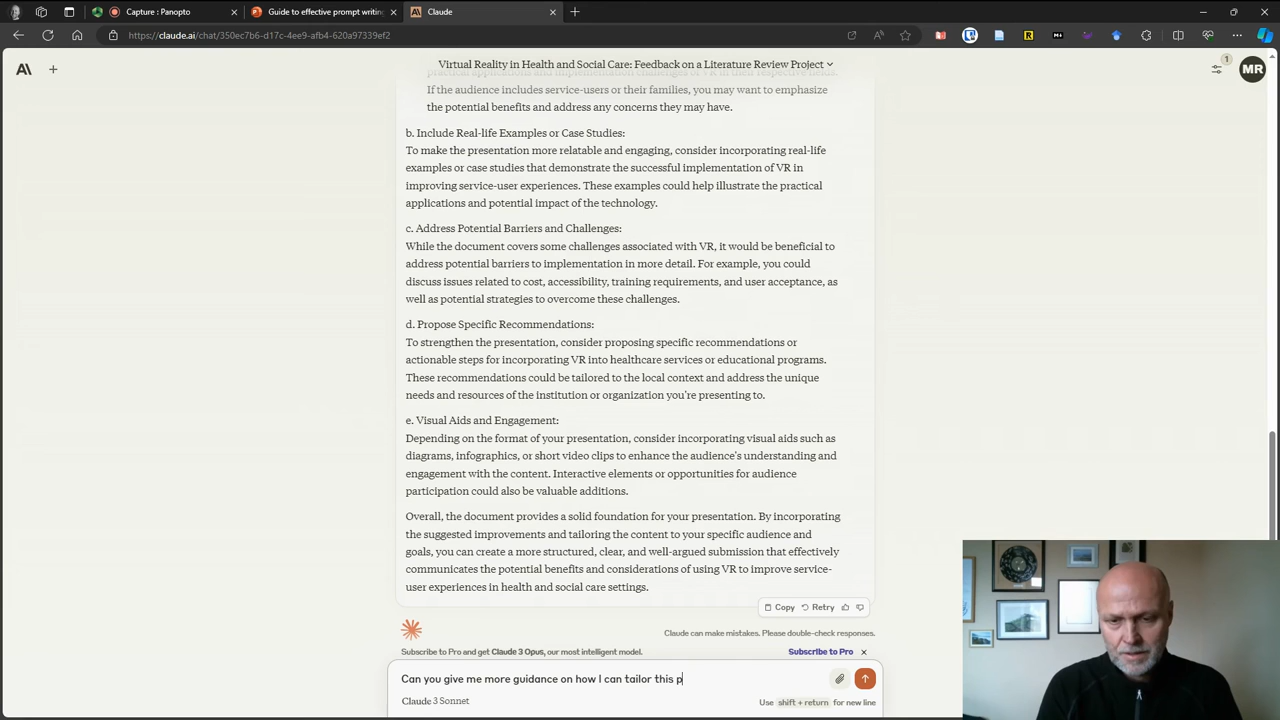 Capture : Panopto
Guide to effective prompt writing
Claude
https://claude.ai/chat/350ec7b6-d17c-4ee9-afb4-620a97339ef2
Virtual Reality in Health and Social Care: Feedback on a Literature Review Project
1
MR
practical applications and implementation challenges of VR in their respective fields.
If the audience includes service-users or their families, you may want to emphasize
the potential benefits and address any concerns they may have.
b. Include Real-life Examples or Case Studies:
To make the presentation more relatable and engaging, consider incorporating real-life
examples or case studies that demonstrate the successful implementation of VR in
improving service-user experiences. These examples could help illustrate the practical
applications and potential impact of the technology.
c. Address Potential Barriers and Challenges:
While the document covers some challenges associated with VR, it would be beneficial to
address potential barriers to implementation in more detail. For example, you could
discuss issues related to cost, accessibility, training requirements, and user acceptance, as
well as potential strategies to overcome these challenges.
d. Propose Specific Recommendations:
To strengthen the presentation, consider proposing specific recommendations or
actionable steps for incorporating VR into healthcare services or educational programs.
These recommendations could be tailored to the local context and address the unique
needs and resources of the institution or organization you're presenting to.
e. Visual Aids and Engagement:
Depending on the format of your presentation, consider incorporating visual aids such as
diagrams, infographics, or short video clips to enhance the audience's understanding and
engagement with the content. Interactive elements or opportunities for audience
participation could also be valuable additions.
Overall, the document provides a solid foundation for your presentation. By incorporating
the suggested improvements and tailoring the content to your specific audience and
goals, you can create a more structured, clear, and well-argued submission that effectively
communicates the potential benefits and considerations of using VR to improve service-
user experiences in health and social care settings.
Copy Retry
Claude can make mistakes. Please double-check responses.
Subscribe to Pro and get Claude 3 Opus, our most intelligent model. Subscribe to Pro
Can you give me more guidance on how I can tailor this p
Claude 3 Sonnet
Use shift + return for new line